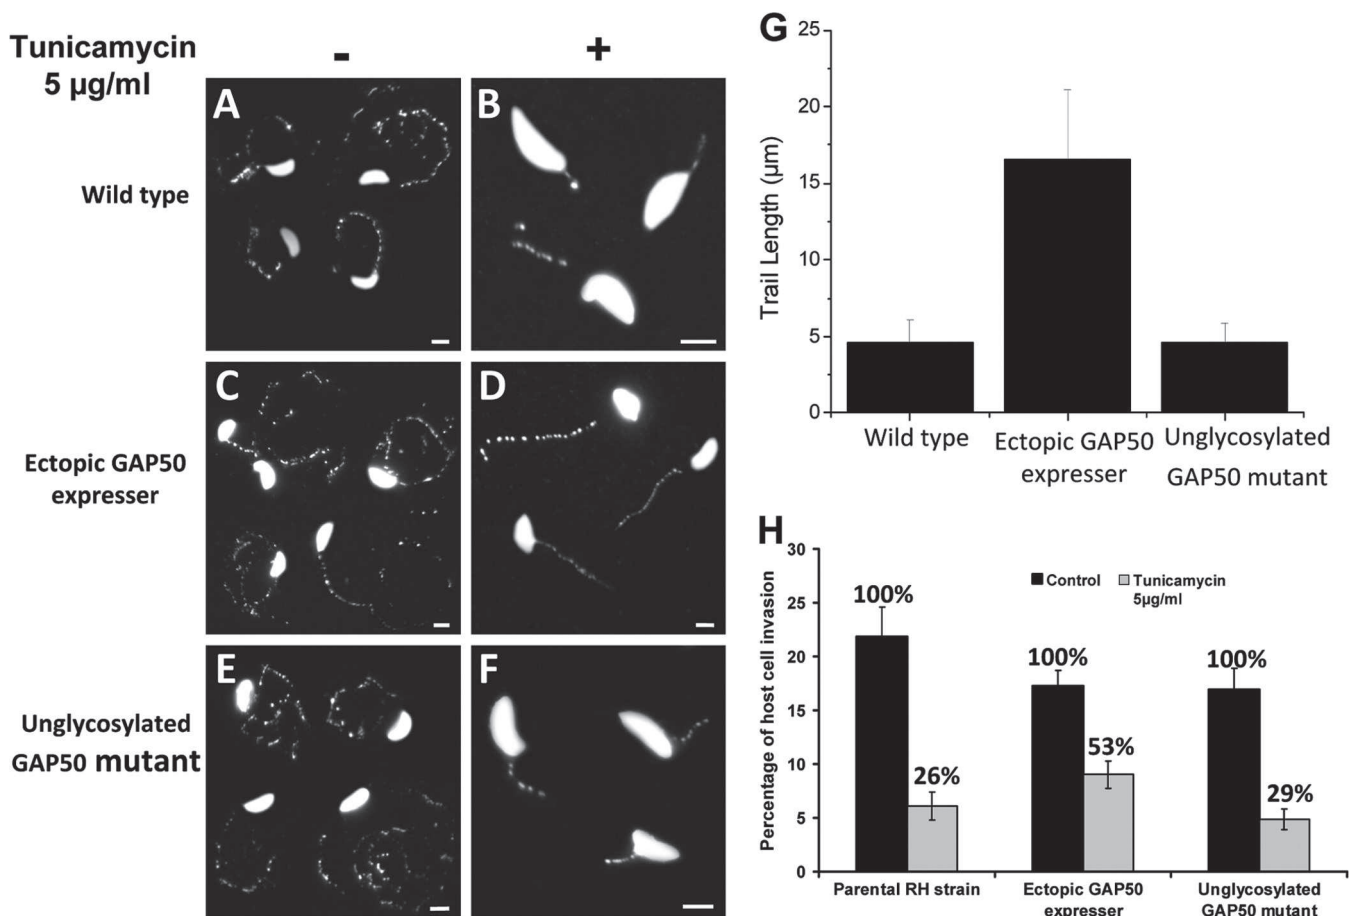 Tunicamycin
5 µg/ml
-
+
Wild type
A
B
Ectopic GAP50
expresser
C
D
Unglycosylated
GAP50 mutant
E
F
G
25
20
15
10
5
0
Trail Length (µm)
Wild type
Ectopic GAP50
expresser
Unglycosylated
GAP50 mutant
H
30
25
20
15
10
5
0
Percentage of host cell invasion
Control
Tunicamycin
5µg/ml
100%
26%
100%
53%
100%
29%
Parental RH strain
Ectopic GAP50
expresser
Unglycosylated
GAP50 mutant